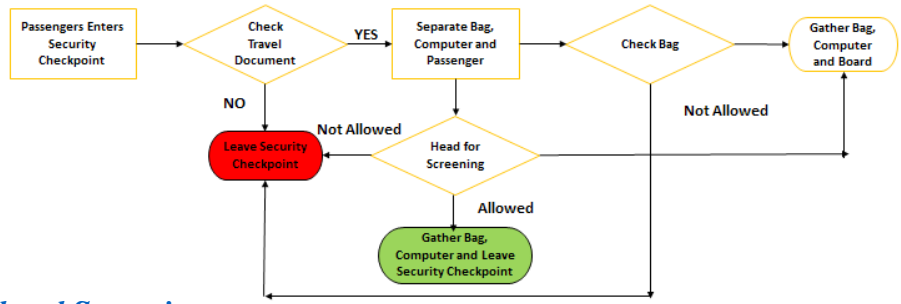 Passengers Enters
Security
Checkpoint
Check
Travel
Document
YES
Separate Bag,
Computer and
Passenger
Check Bag
Gather Bag,
Computer
and Board
NO
Not Allowed
Not Allowed
Leave Security
Checkpoint
Head for
Screening
Allowed
Gather Bag,
Computer and Leave
Security Checkpoint